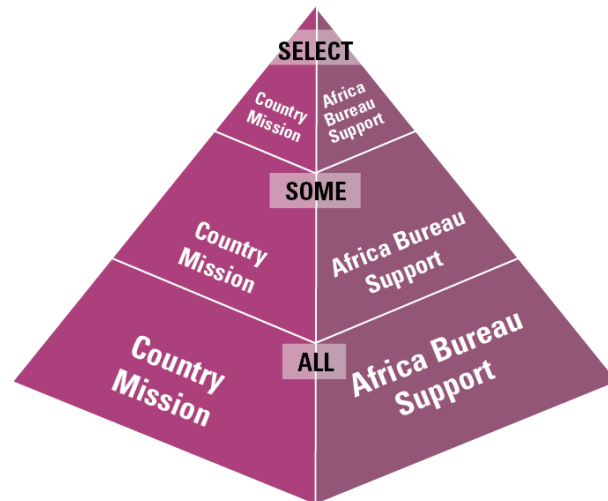 SELECT
Country
Mission
Africa
Bureau
Support
SOME
Country
Mission
Africa Bureau
Support
ALL
Country
Mission
Africa Bureau
Support